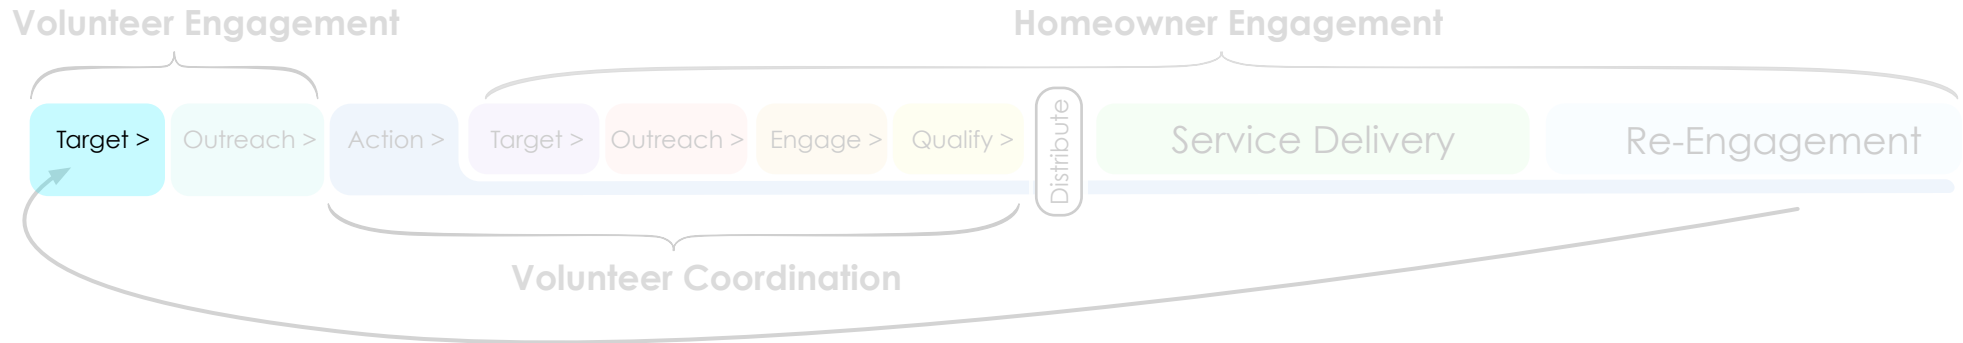 Volunteer Engagement
Homeowner Engagement
Target >
Outreach >
Action >
Target >
Outreach >
Engage >
Qualify >
Distribute
Service Delivery
Re-Engagement
Volunteer Coordination